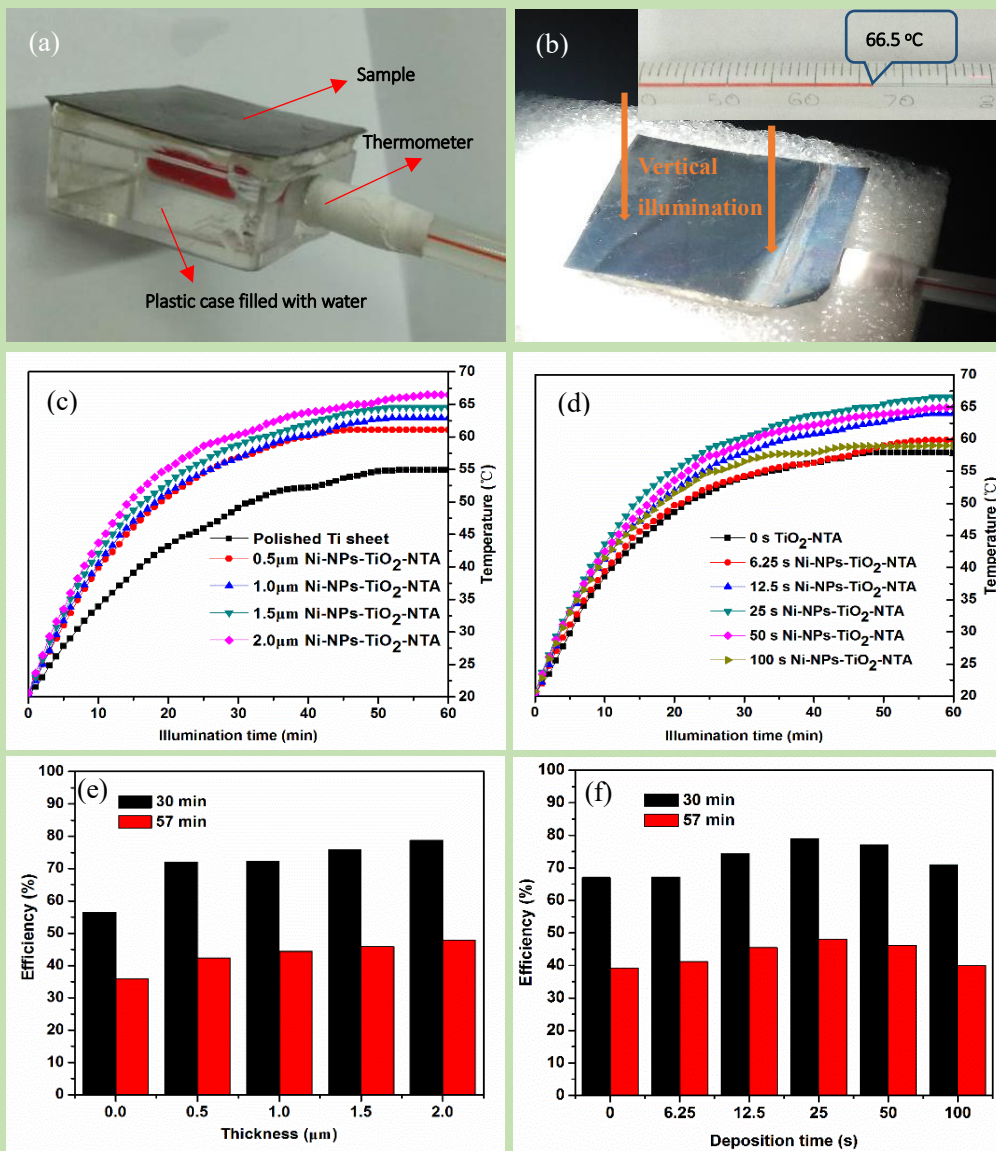 (a)
Sample
Thermometer
Plastic case filled with water
(b)
66.5 ºC
50 60 70 8
Vertical
illumination
(c)
70
65
60
55
50
45
40
35
30
25
20
Temperature (℃)
Polished Ti sheet
0.5μm Ni-NPs-TiO2-NTA
1.0μm Ni-NPs-TiO2-NTA
1.5μm Ni-NPs-TiO2-NTA
2.0μm Ni-NPs-TiO2-NTA
0 10 20 30 40 50 60
Illumination time (min)
(d)
70
65
60
55
50
45
40
35
30
25
20
Temperature (℃)
0 s TiO2-NTA
6.25 s Ni-NPs-TiO2-NTA
12.5 s Ni-NPs-TiO2-NTA
25 s Ni-NPs-TiO2-NTA
50 s Ni-NPs-TiO2-NTA
100 s Ni-NPs-TiO2-NTA
0 10 20 30 40 50 60
Illumination time (min)
(e)
100
90
80
70
60
50
40
30
20
10
0
Efficiency (%)
30 min
57 min
0.0 0.5 1.0 1.5 2.0
Thickness (μm)
(f)
100
90
80
70
60
50
40
30
20
10
0
Efficiency (%)
30 min
57 min
0 6.25 12.5 25 50 100
Deposition time (s)